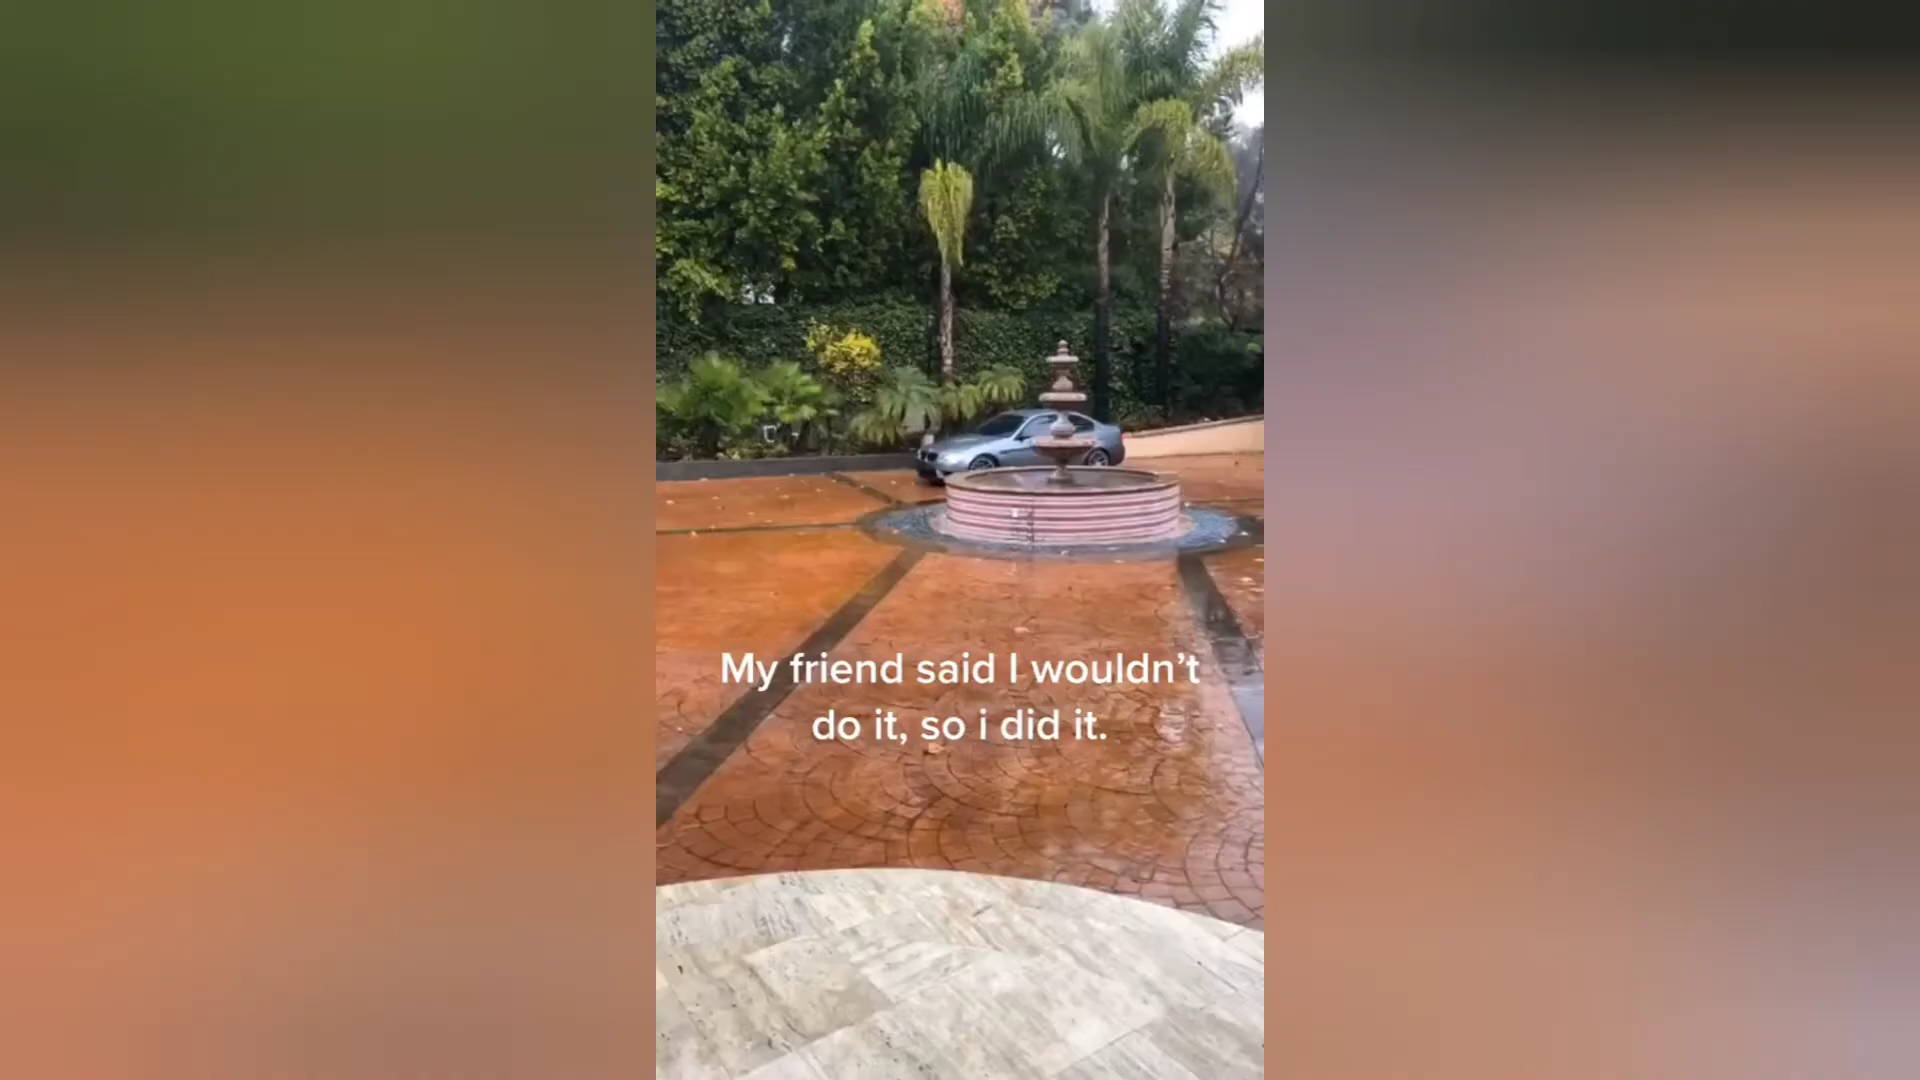 My friend said I wouldn’t
do it, so i did it.